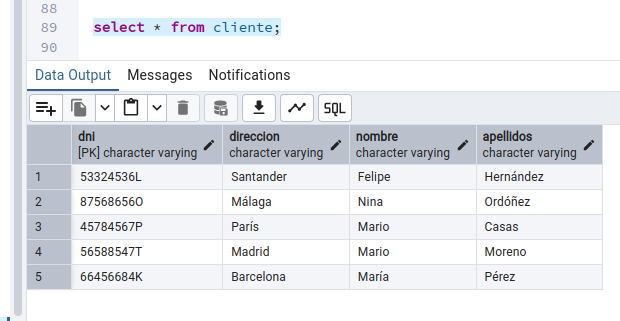 88
89 select * from cliente;
90
Data Output Messages Notifications
SQL
dni direccion nombre apellidos
[PK] character varying character varying character varying character varying
1 53324536L Santander Felipe Hernández
2 87568656O Málaga Nina Ordóñez
3 45784567P París Mario Casas
4 56588547T Madrid Mario Moreno
5 66456684K Barcelona María Pérez